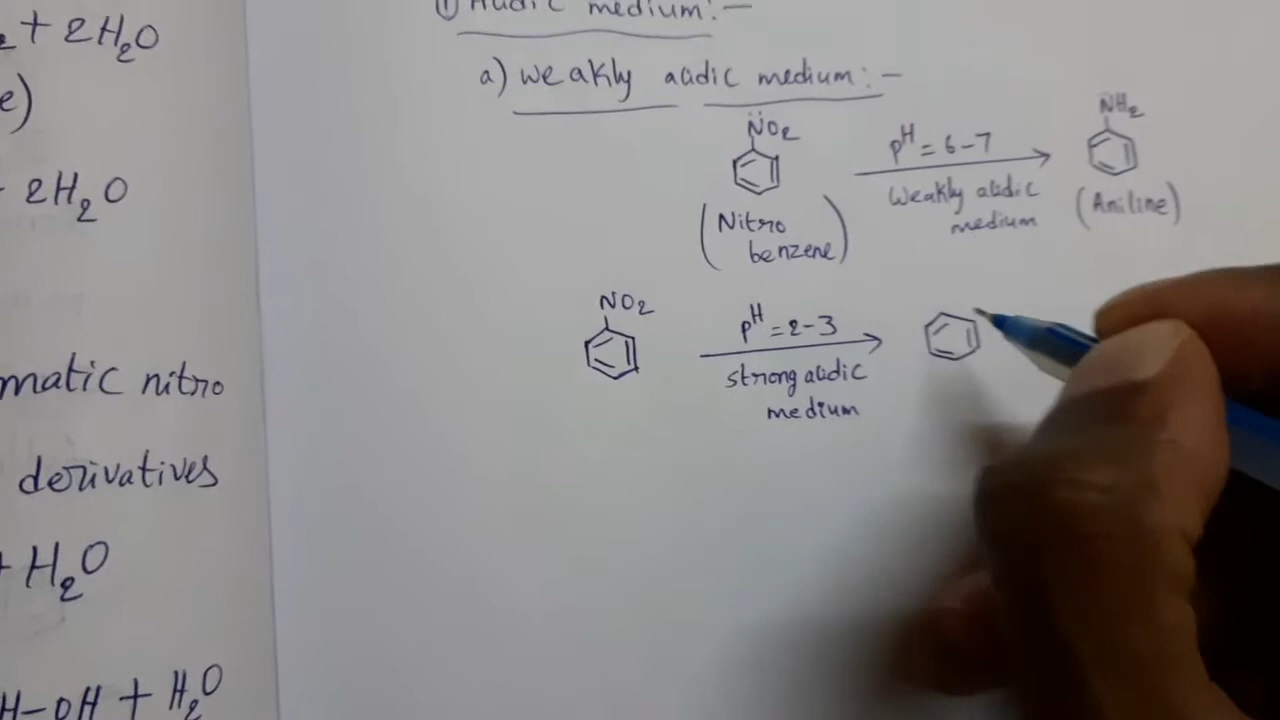 + 2H₂O
e)
2H₂O
matic nitro
derivatives
+ H₂O
H-OH + H₂O
① Acidic medium:-
a) weakly acidic medium:-
NO₂
pH = 6-7
NH₂
Weakly acidic
medium
(Aniline)
(Nitro
benzene)
NO₂
pH = 2-3
strong acidic
medium